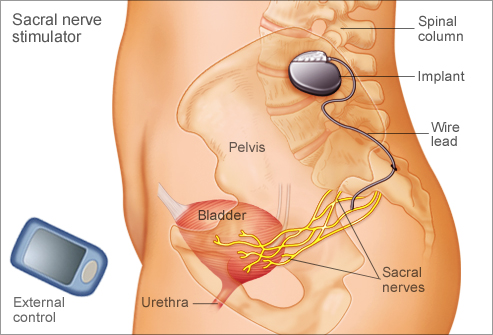 Sacral nerve
stimulator
Spinal
column
Implant
Wire
lead
Pelvis
Bladder
Sacral
nerves
Urethra
External
control